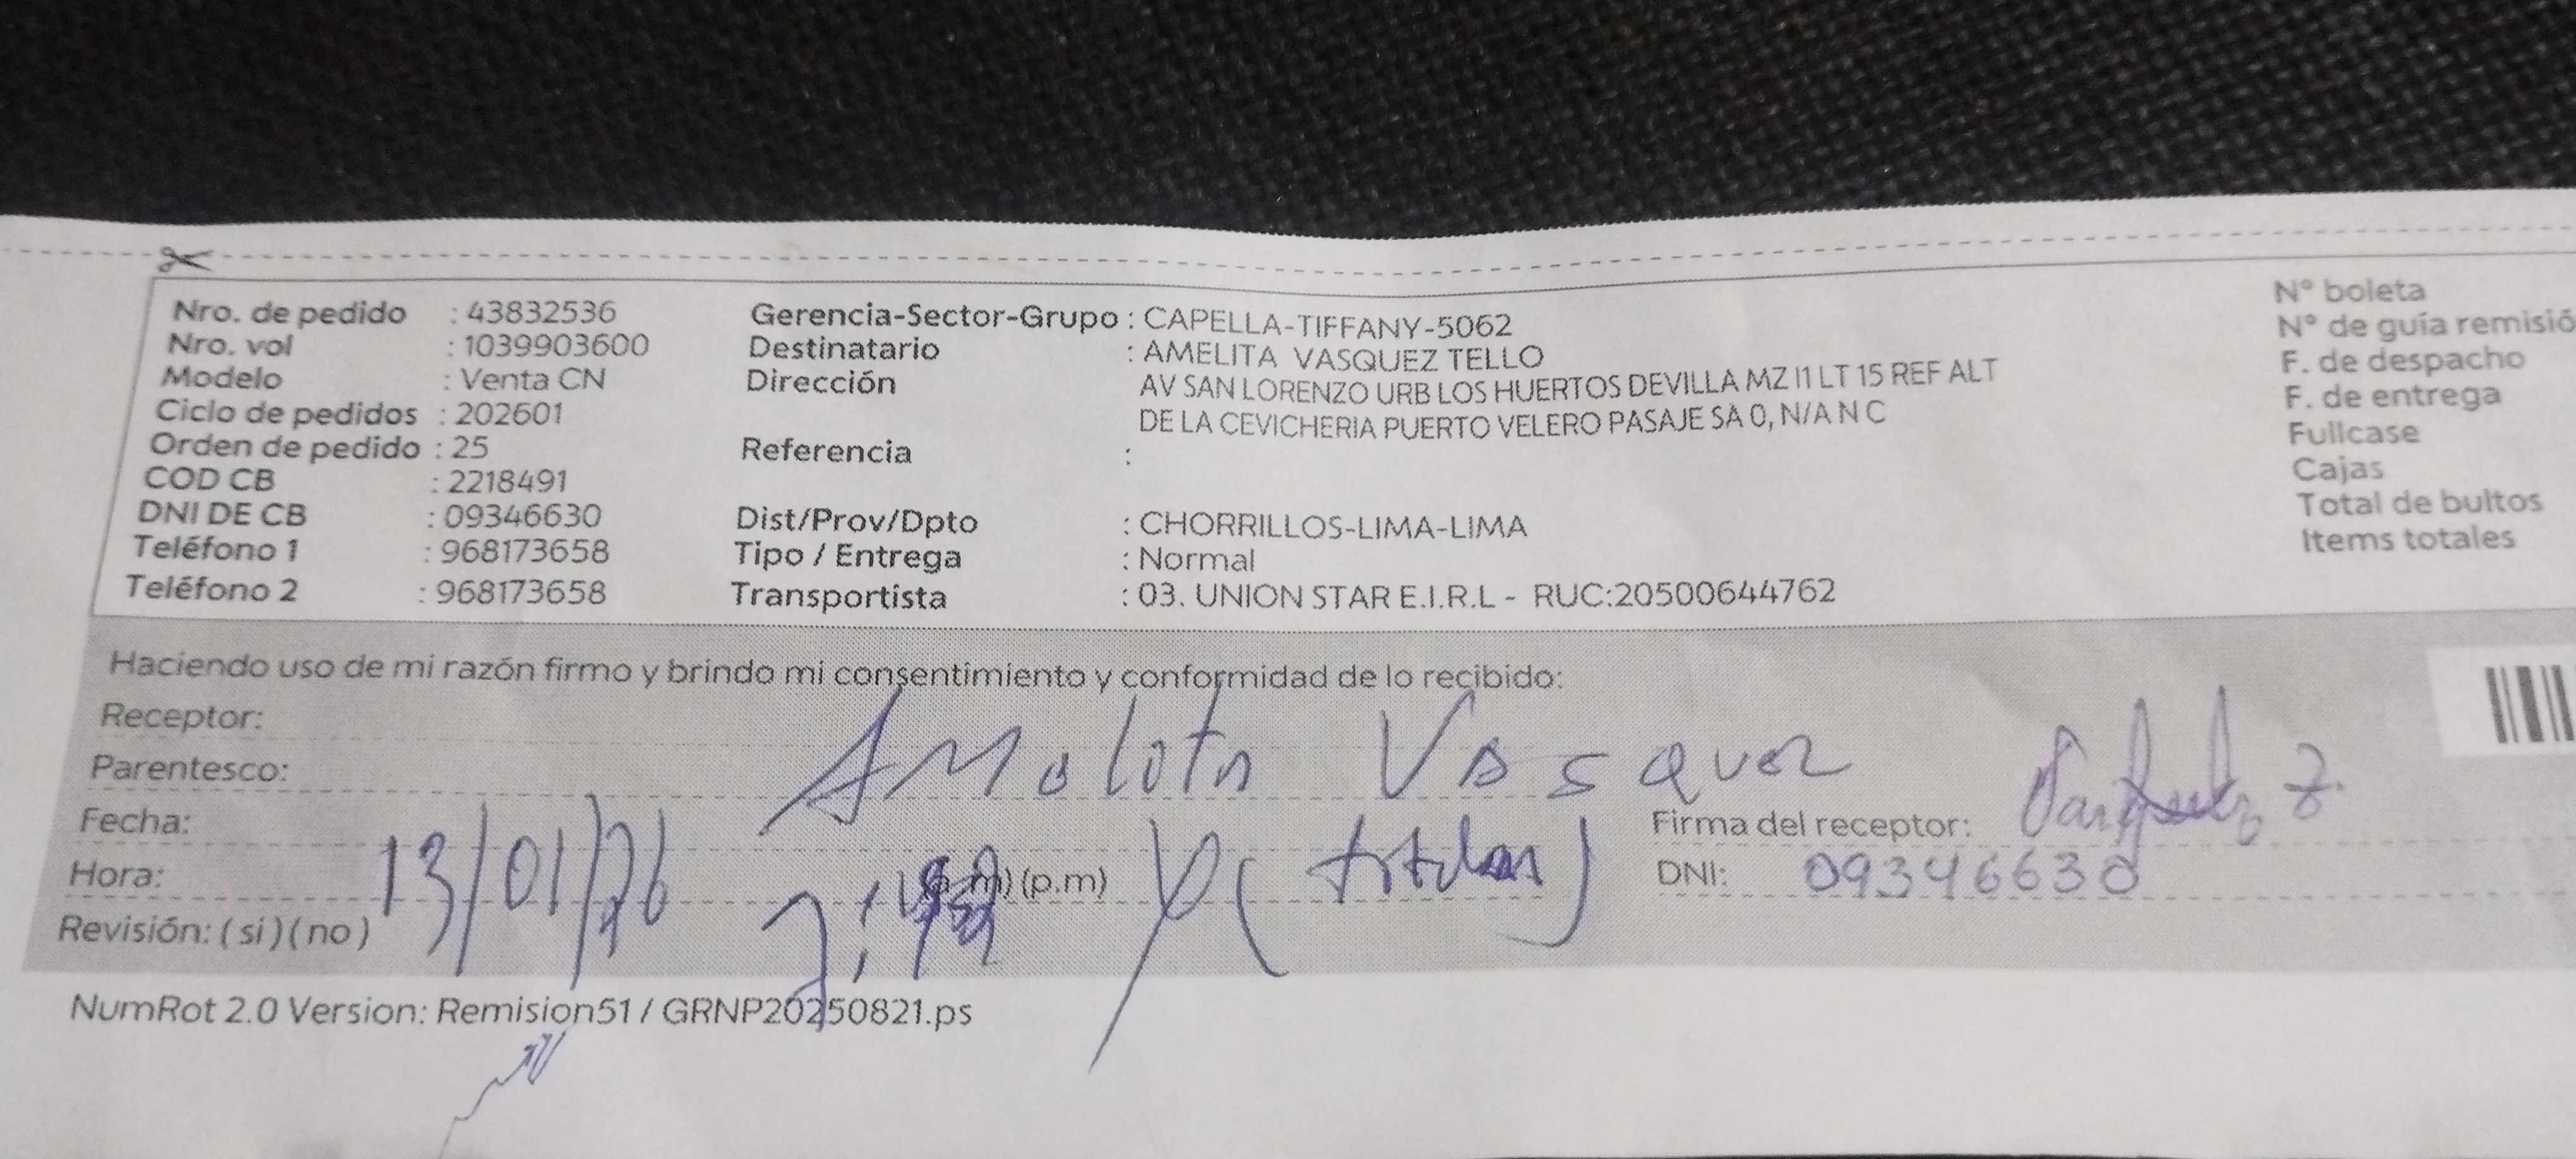 Nro. de pedido : 43832536
Nro. vol : 1039903600
Modelo : Venta CN
Ciclo de pedidos : 202601
Orden de pedido : 25
COD CB : 2218491
DNI DE CB : 09346630
Teléfono 1 : 968173658
Teléfono 2 : 968173658
Gerencia-Sector-Grupo : CAPELLA-TIFFANY-5062
Destinatario : AMELITA VASQUEZ TELLO
Dirección AV SAN LORENZO URB LOS HUERTOS DEVILLA MZ I1 LT 15 REF ALT
DE LA CEVICHERIA PUERTO VELERO PASAJE SA 0, N/A N C
Referencia :
Dist/Prov/Dpto : CHORRILLOS-LIMA-LIMA
Tipo / Entrega : Normal
Transportista : 03. UNION STAR E.I.R.L - RUC:20500644762
N° boleta
N° de guía remisió
F. de despacho
F. de entrega
Fullcase
Cajas
Total de bultos
Items totales
Haciendo uso de mi razón firmo y brindo mi consentimiento y conformidad de lo recibido:
Receptor:
Parentesco: Amelita Vasquez
Fecha: 13/01/26
Hora: (a.m) (p.m) (titular)
Revisión: ( si ) ( no )
Firma del receptor:
DNI: 09346630
NumRot 2.0 Version: Remision51 / GRNP20250821.ps